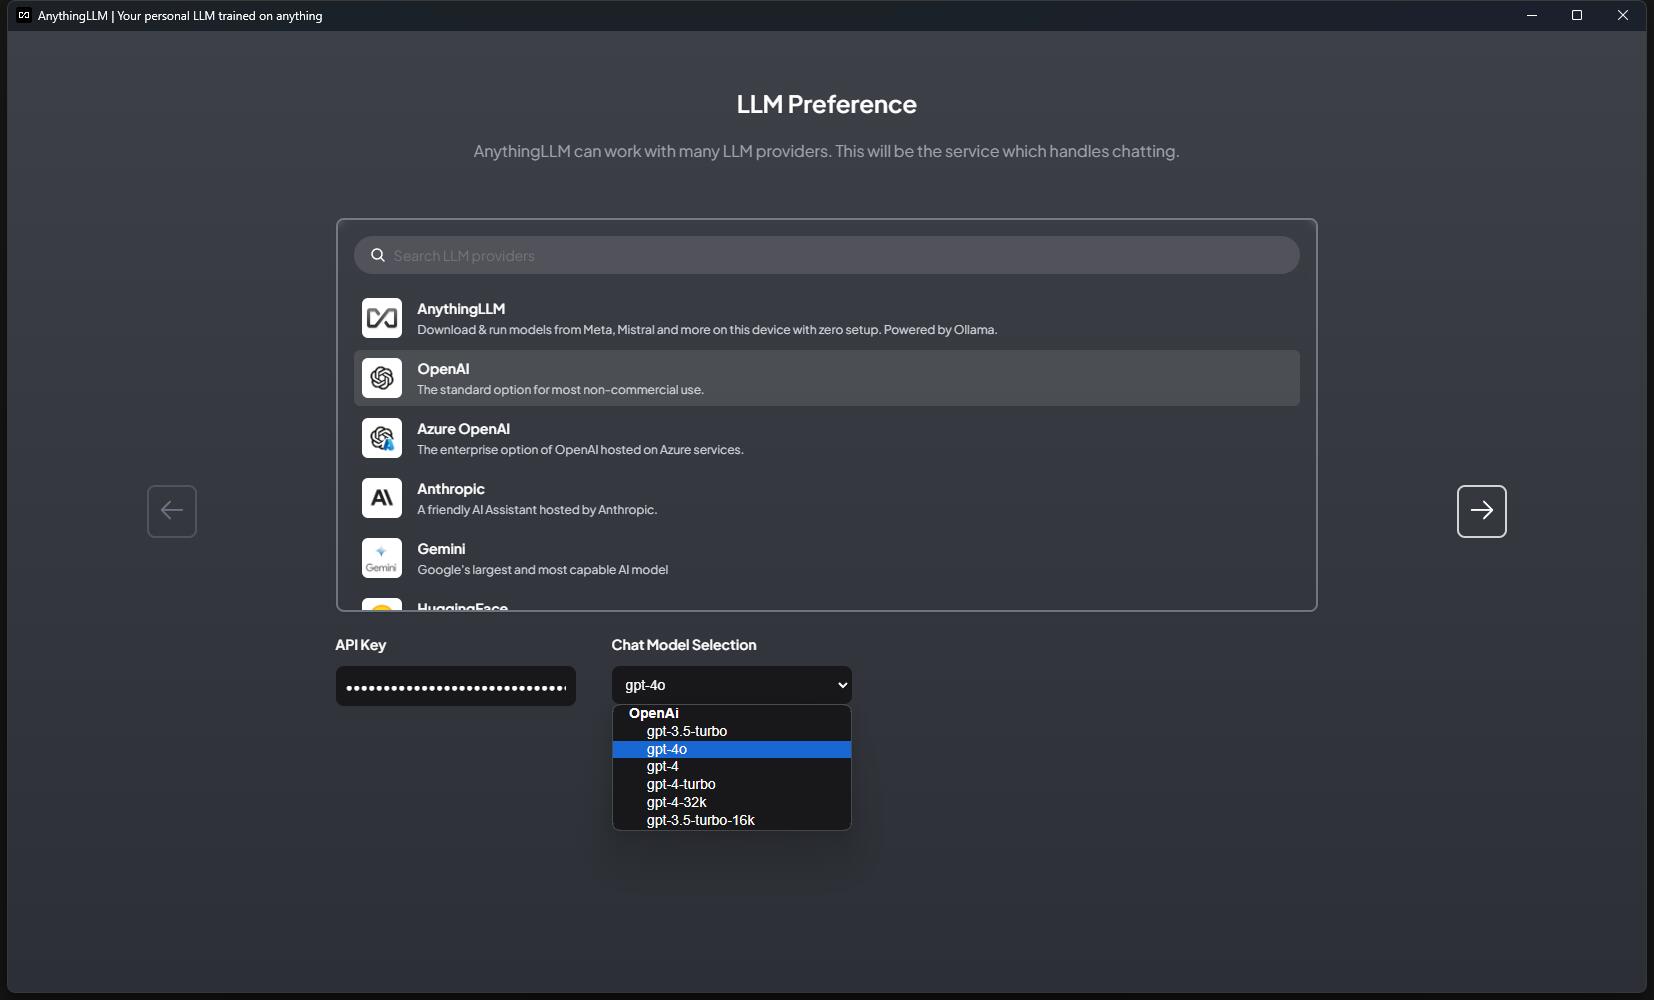 AnythingLLM | Your personal LLM trained on anything
LLM Preference
AnythingLLM can work with many LLM providers. This will be the service which handles chatting.
Search LLM providers
AnythingLLM
Download & run models from Meta, Mistral and more on this device with zero setup. Powered by Ollama.
OpenAI
The standard option for most non-commercial use.
Azure OpenAI
The enterprise option of OpenAI hosted on Azure services.
Anthropic
A friendly AI Assistant hosted by Anthropic.
Gemini
Gemini
Google's largest and most capable AI model
HuggingFace
API Key
Chat Model Selection
gpt-4o
OpenAi
gpt-3.5-turbo
gpt-4o
gpt-4
gpt-4-turbo
gpt-4-32k
gpt-3.5-turbo-16k